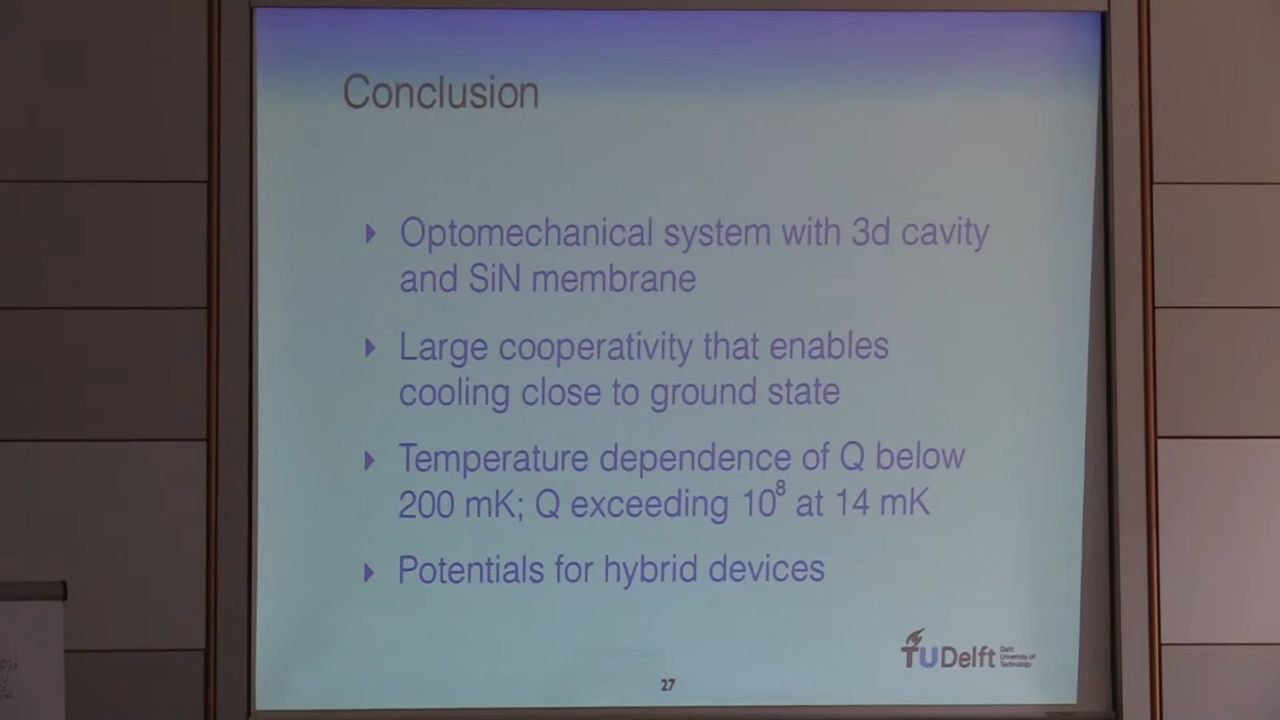 Conclusion
Optomechanical system with 3d cavity
and SiN membrane
Large cooperativity that enables
cooling close to ground state
Temperature dependence of Q below
200 mK; Q exceeding 10⁸ at 14 mK
Potentials for hybrid devices
TUDelft
Delft
University of
Technology
27